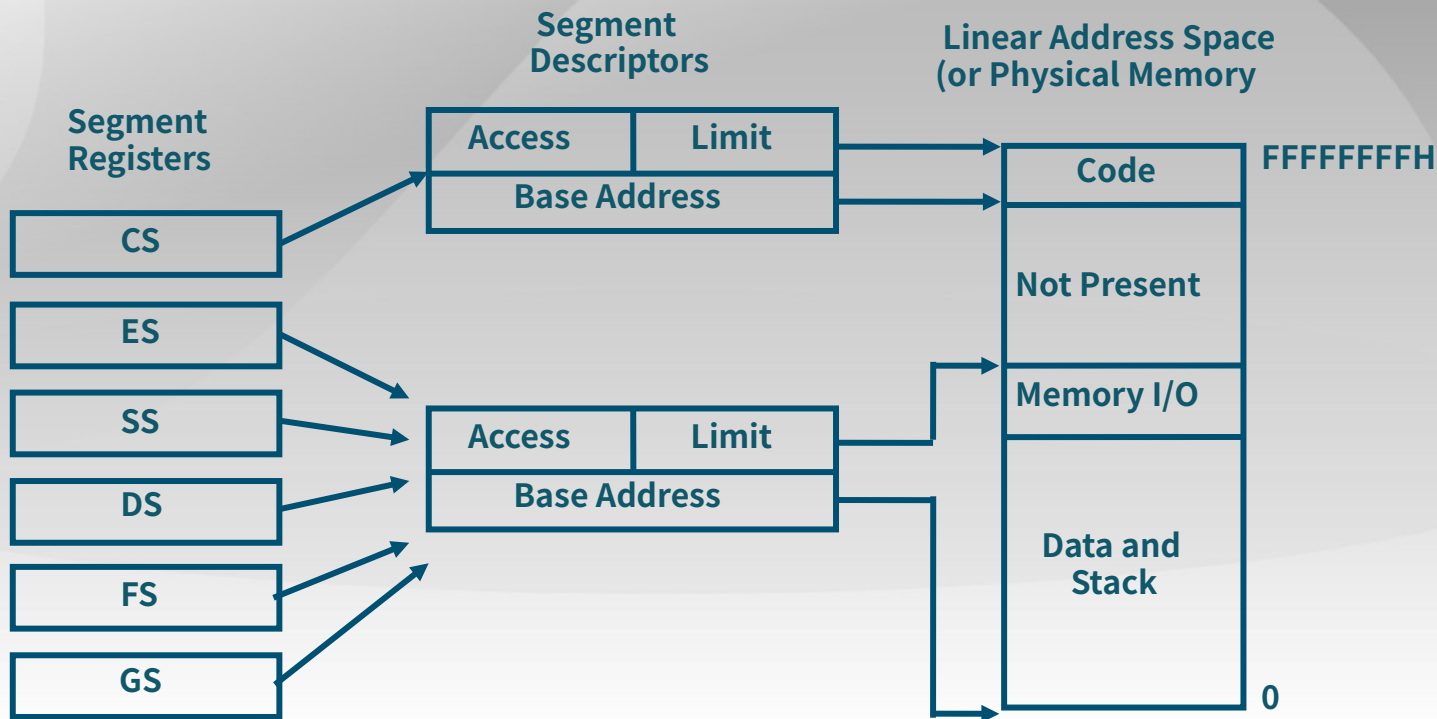 Segment
Descriptors
Linear Address Space
(or Physical Memory
Segment
Registers
Access
Limit
Base Address
CS
ES
SS
DS
FS
GS
Access
Limit
Base Address
Code
FFFFFFFFH
Not Present
Memory I/O
Data and
Stack
0